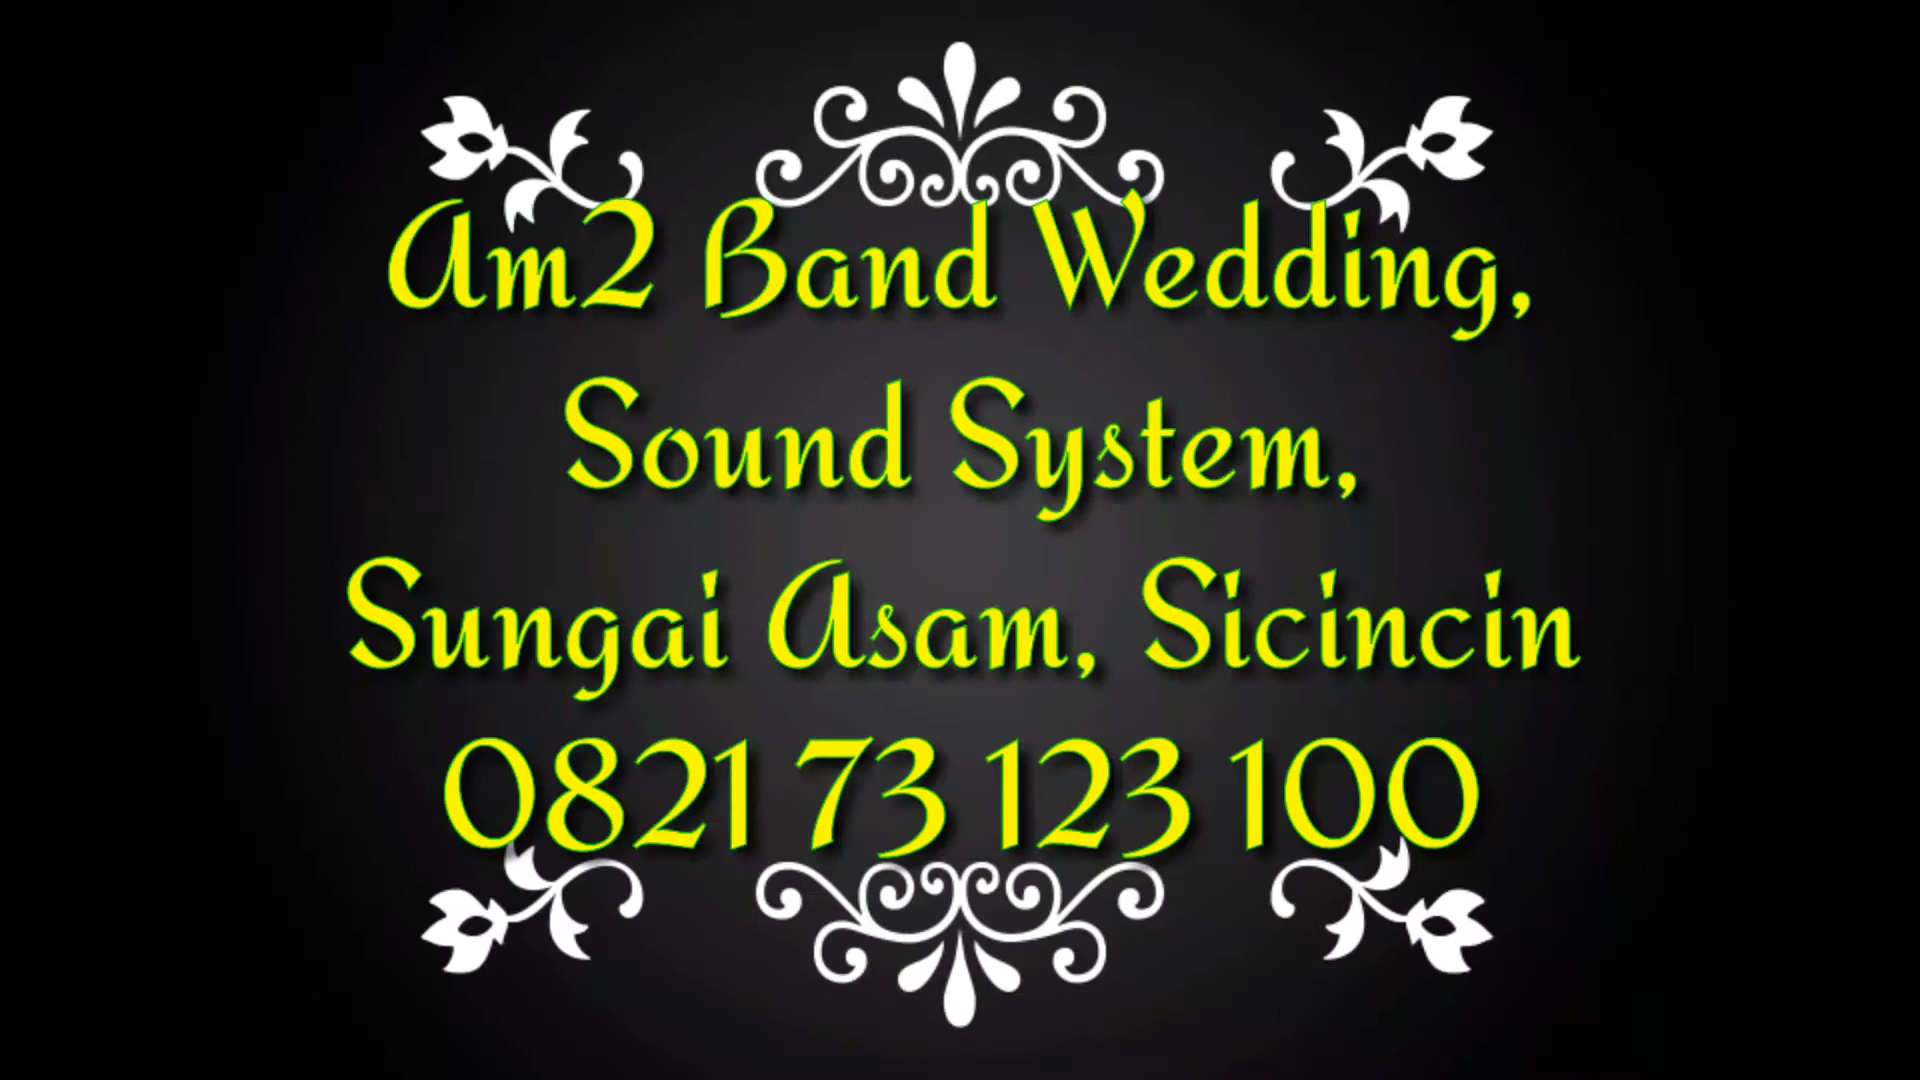 Am2 Band Wedding,
Sound System,
Sungai Asam, Sicincin
0821 73 123 100